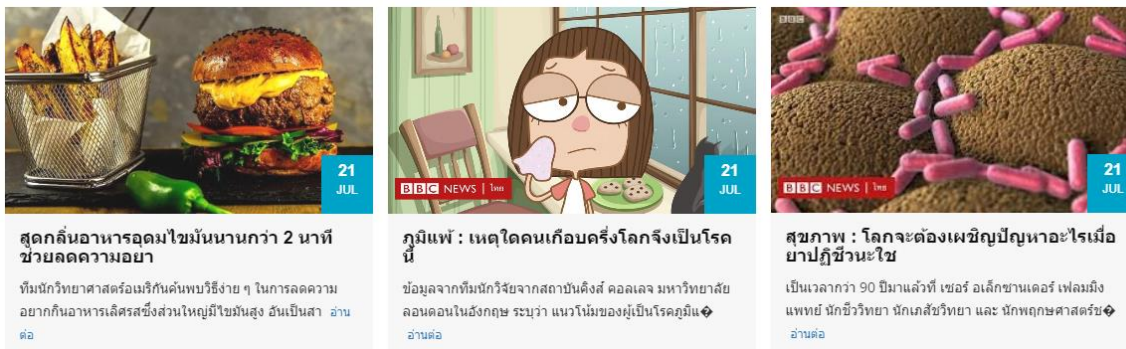 21
JUL
สูดกลิ่นอาหารอุดมไขมันนานกว่า 2 นาที
ช่วยลดความอยา
ทีมนักวิทยาศาสตร์อเมริกันค้นพบวิธีง่าย ๆ ในการลดความ
อยากกินอาหารเลิศรสซึ่งส่วนใหญ่มีไขมันสูง อันเป็นสา อ่าน
ต่อ
BBC NEWS | ไทย
21
JUL
ภูมิแพ้ : เหตุใดคนเกือบครึ่งโลกจึงเป็นโรค
นี้
ข้อมูลจากทีมนักวิจัยจากสถาบันคิงส์ คอลเลจ มหาวิทยาลัย
ลอนดอนในอังกฤษ ระบุว่า แนวโน้มของผู้เป็นโรคภูมิแ�
อ่านต่อ
BBC
BBC NEWS | ไทย
21
JUL
สุขภาพ : โลกจะต้องเผชิญปัญหาอะไรเมื่อ
ยาปฏิชีวนะใช
เป็นเวลากว่า 90 ปีมาแล้วที่ เซอร์ อเล็กซานเดอร์ เฟลมมิง
แพทย์ นักชีววิทยา นักเภสัชวิทยา และ นักพฤกษศาสตร์ช�
อ่านต่อ